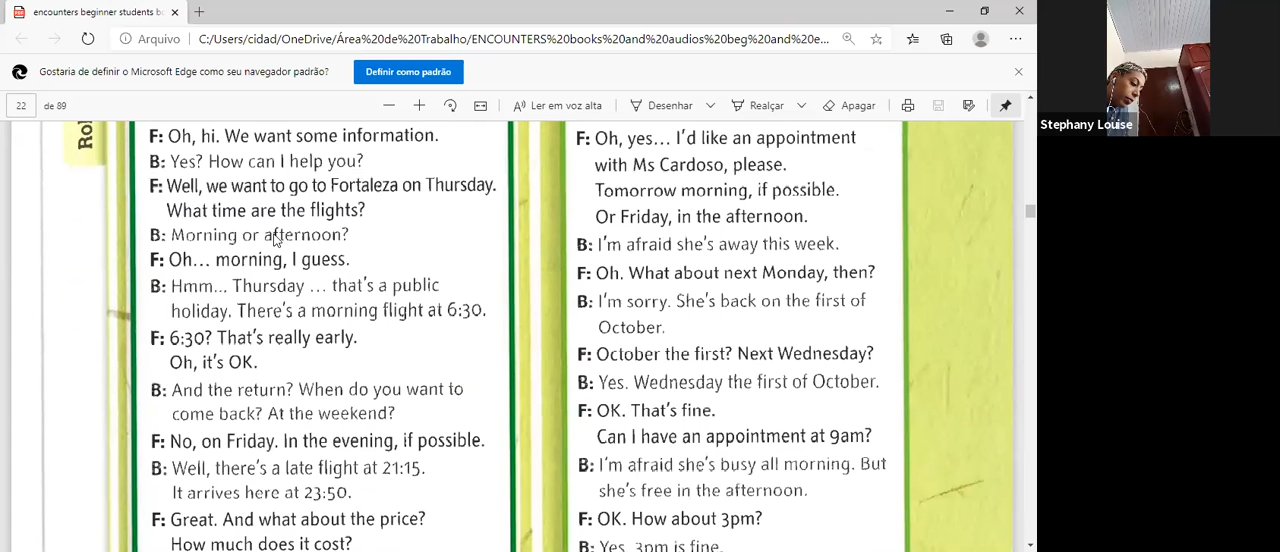 encounters beginner students bo
Arquivo
C:/Users/cidad/OneDrive/Área%20de%20Trabalho/ENCOUNTERS%20books%20and%20audios%20beg%20and%20e...
Gostaria de definir o Microsoft Edge como seu navegador padrão?
Definir como padrão
22
de 89
Ler em voz alta
Desenhar
Realçar
Apagar
Stephany Louise
Rol
F: Oh, hi. We want some information.
B: Yes? How can I help you?
F: Well, we want to go to Fortaleza on Thursday.
What time are the flights?
B: Morning or afternoon?
F: Oh... morning, I guess.
B: Hmm... Thursday ... that's a public
holiday. There's a morning flight at 6:30.
F: 6:30? That's really early.
Oh, it's OK.
B: And the return? When do you want to
come back? At the weekend?
F: No, on Friday. In the evening, if possible.
B: Well, there's a late flight at 21:15.
It arrives here at 23:50.
F: Great. And what about the price?
How much does it cost?
F: Oh, yes... I'd like an appointment
with Ms Cardoso, please.
Tomorrow morning, if possible.
Or Friday, in the afternoon.
B: I'm afraid she's away this week.
F: Oh. What about next Monday, then?
B: I'm sorry. She's back on the first of
October.
F: October the first? Next Wednesday?
B: Yes. Wednesday the first of October.
F: OK. That's fine.
Can I have an appointment at 9am?
B: I'm afraid she's busy all morning. But
she's free in the afternoon.
F: OK. How about 3pm?
B: Yes, 3pm is fine.